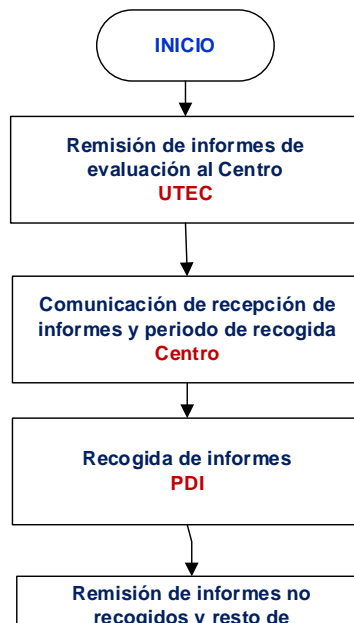 INICIO
Remisión de informes de
evaluación al Centro
UTEC
Comunicación de recepción de
informes y periodo de recogida
Centro
Recogida de informes
PDI
Remisión de informes no
recogidos y resto de